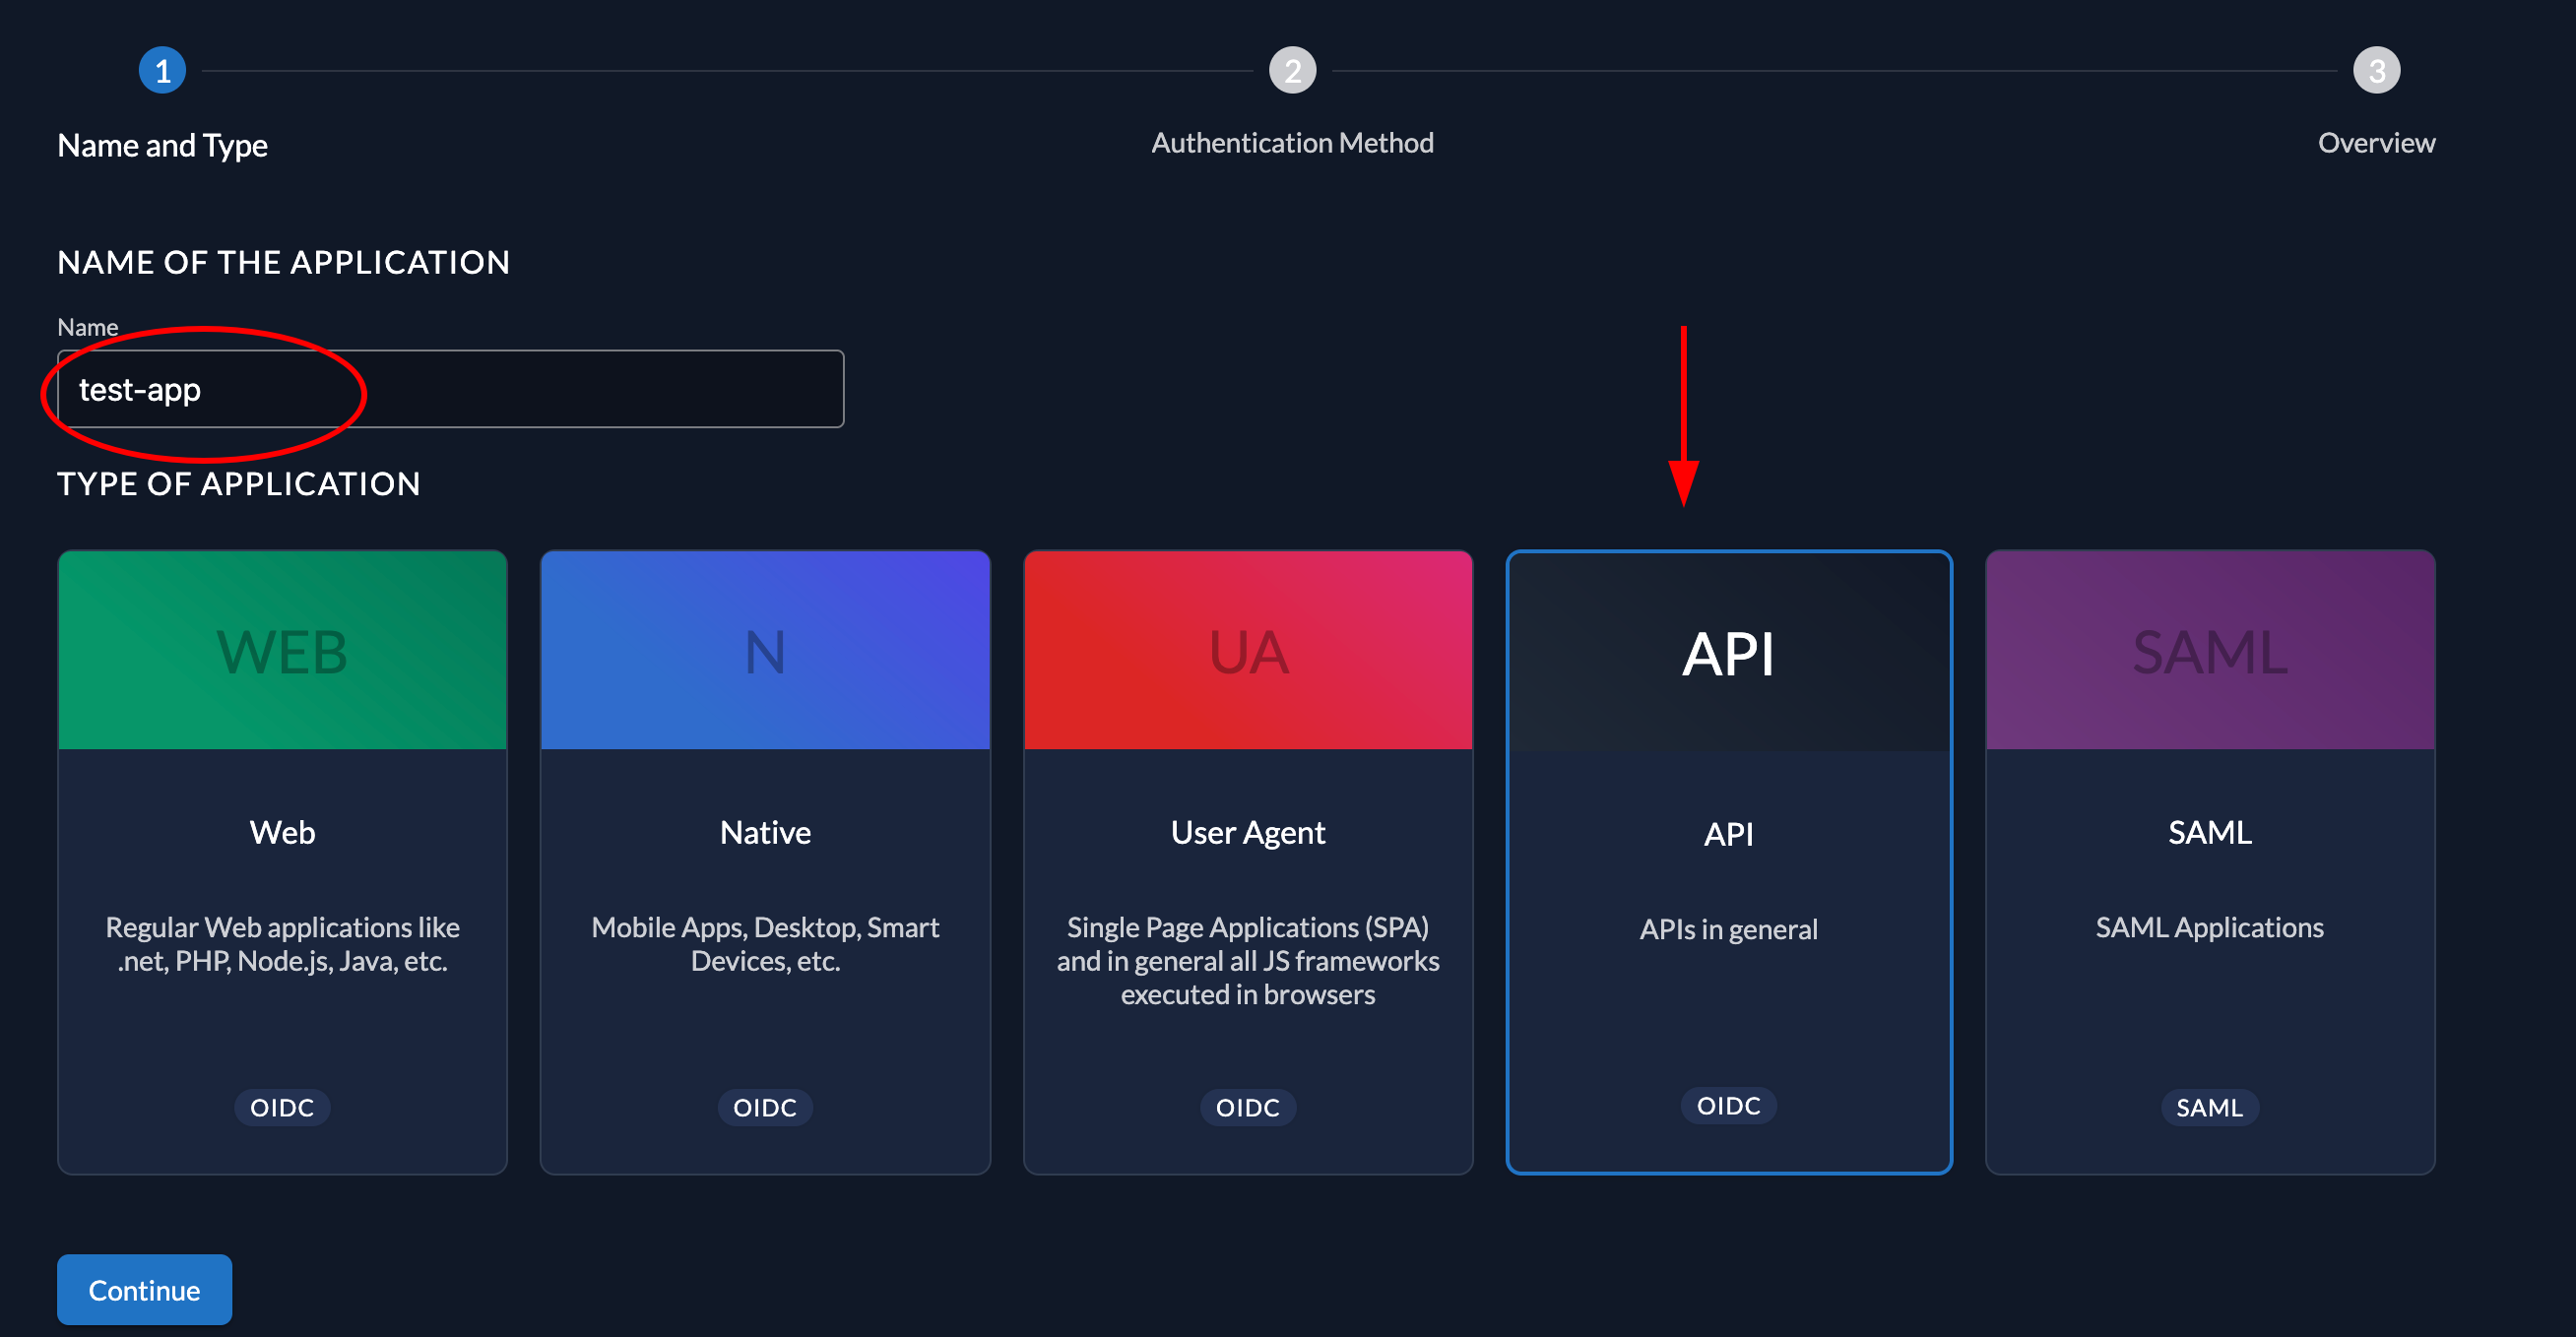 1
2
3
Name and Type
Authentication Method
Overview
NAME OF THE APPLICATION
Name
test-app
TYPE OF APPLICATION
WEB
Web
Regular Web applications like
.net, PHP, Node.js, Java, etc.
OIDC
N
Native
Mobile Apps, Desktop, Smart
Devices, etc.
OIDC
UA
User Agent
Single Page Applications (SPA)
and in general all JS frameworks
executed in browsers
OIDC
API
API
APIs in general
OIDC
SAML
SAML
SAML Applications
SAML
Continue